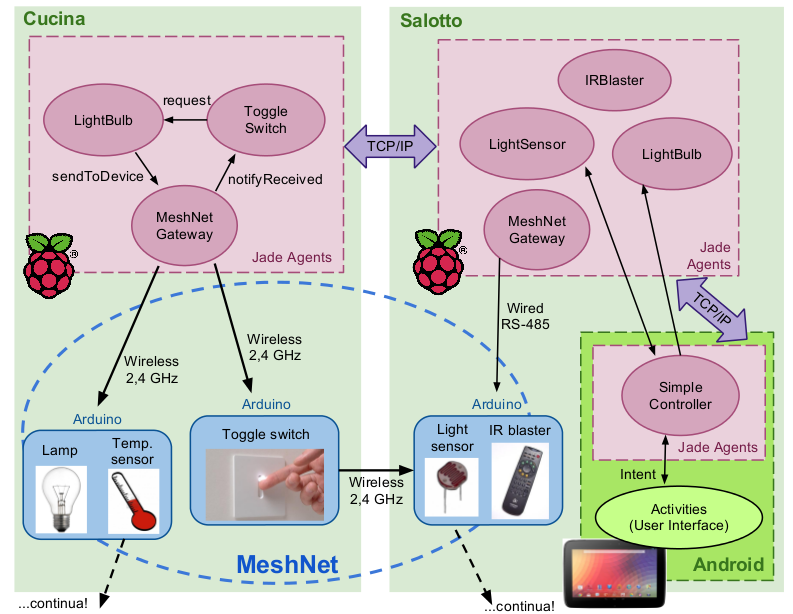 Cucina
LightBulb
request
Toggle
Switch
sendToDevice
notifyReceived
MeshNet
Gateway
Jade Agents
®
TCP/IP
Salotto
IRBlaster
LightSensor
LightBulb
MeshNet
Gateway
Jade
Agents
®
TCP/IP
Wireless
2,4 GHz
Wireless
2,4 GHz
Wired
RS-485
Arduino
Lamp
Temp.
sensor
Arduino
Toggle switch
Wireless
2,4 GHz
Arduino
Light
sensor
IR blaster
MeshNet
...continua!
...continua!
Simple
Controller
Jade Agents
Intent
Activities
(User Interface)
Android